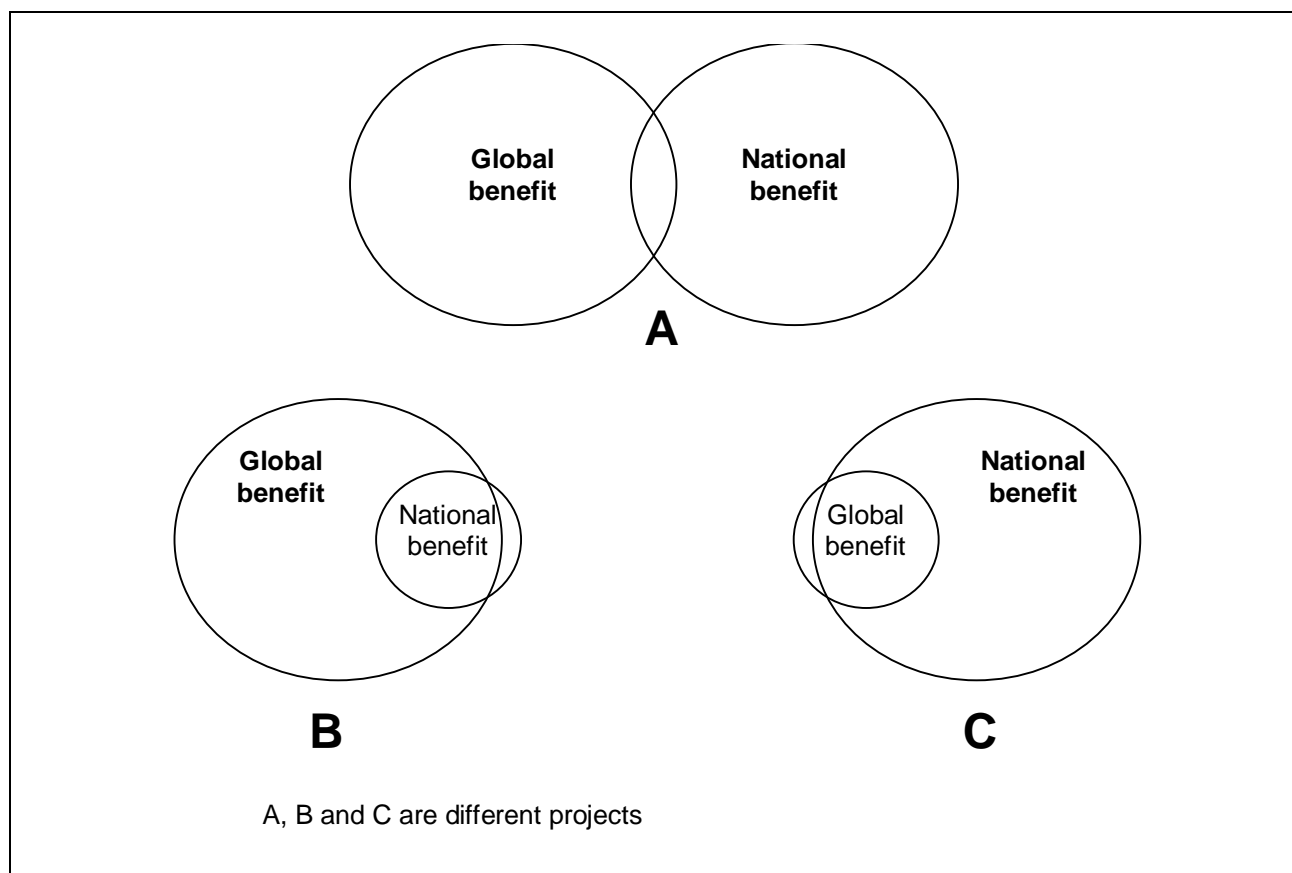 Global
benefit
National
benefit
A
Global
benefit
National
benefit
National
benefit
Global
benefit
B
C
A, B and C are different projects